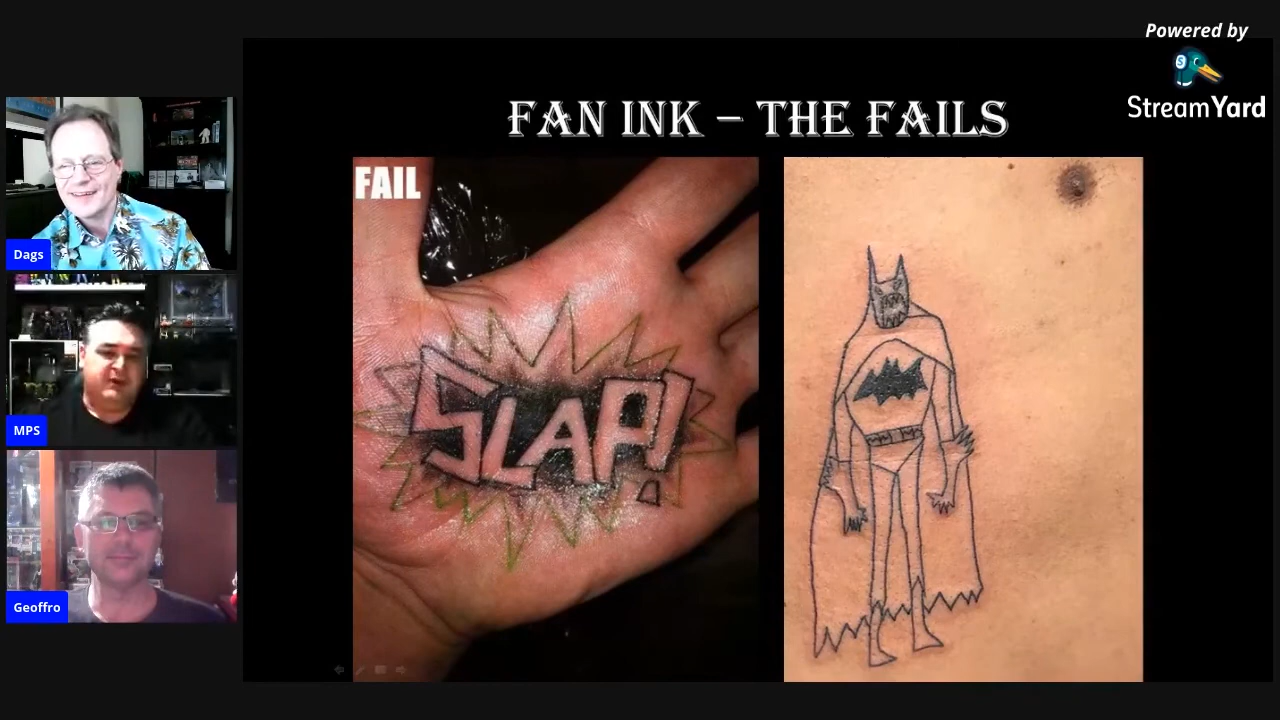 Powered by
StreamYard
FAN INK – THE FAILS
FAIL
SLAP!
Dags
MPS
Geoffro